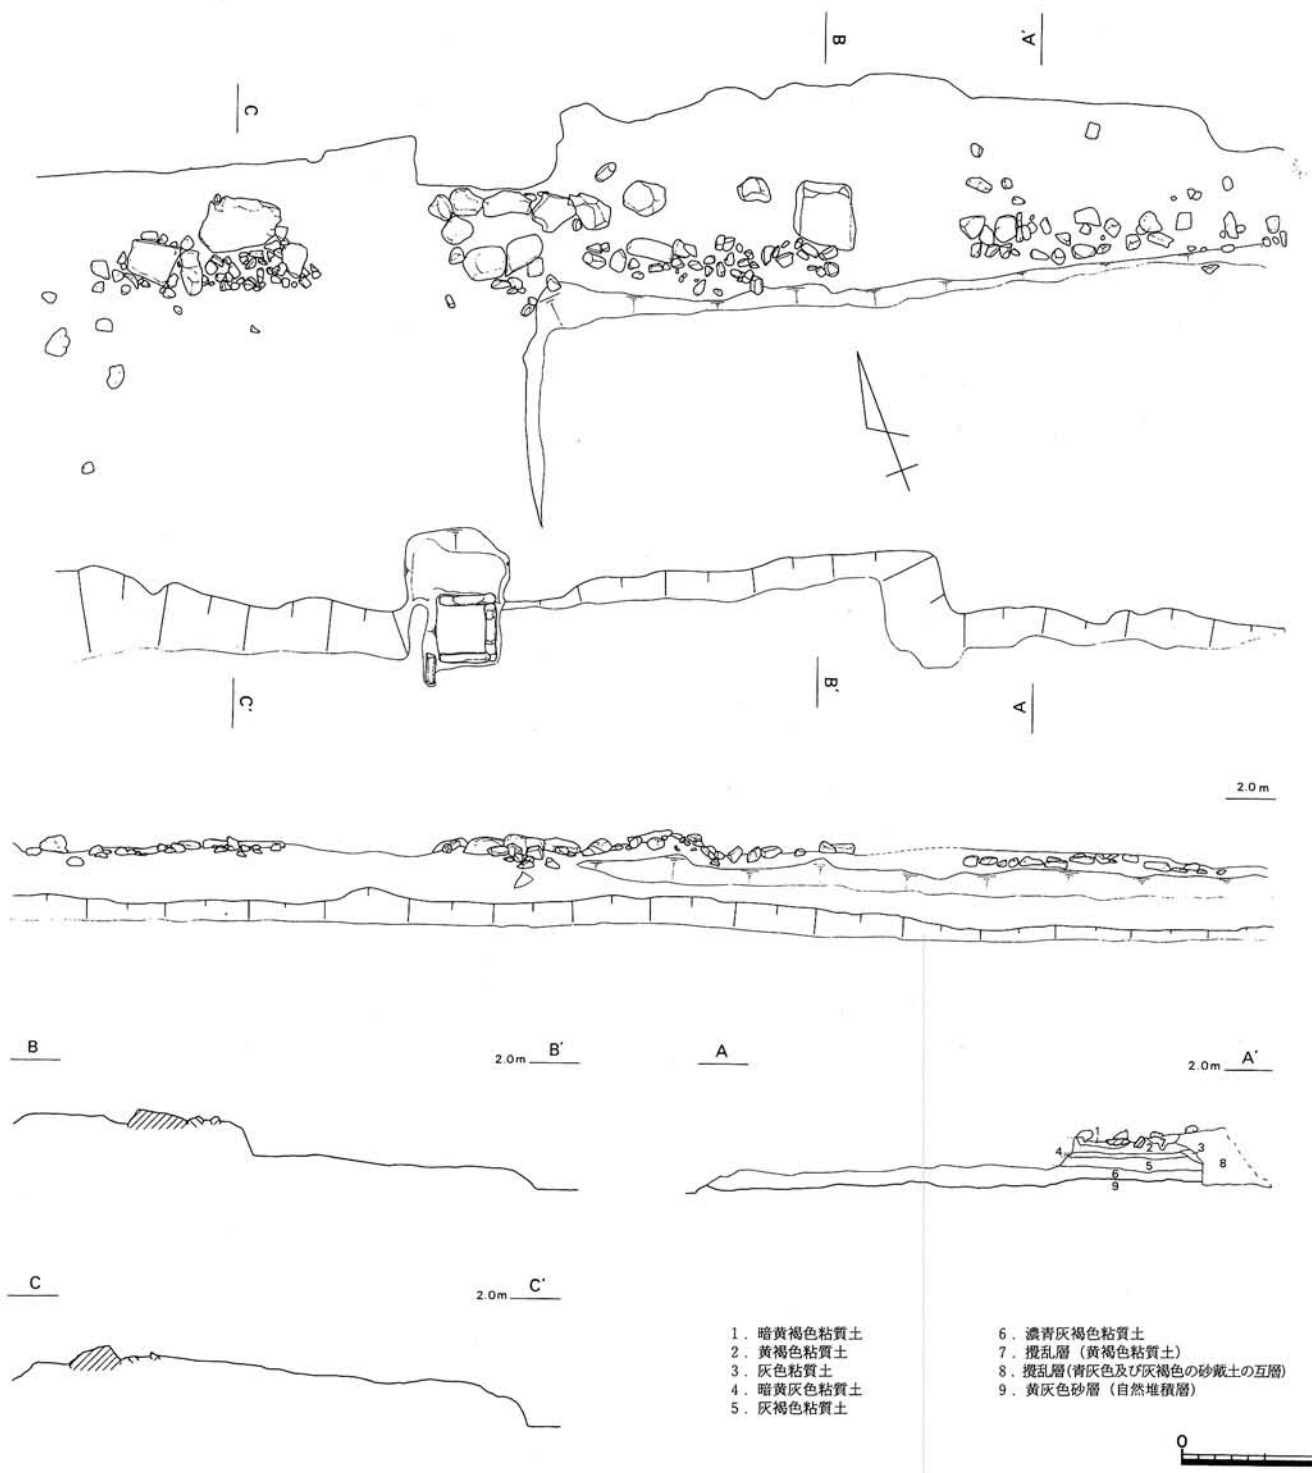 B
A'
C
C'
B'
A
2.0m
B
2.0m B'
A
2.0m A'
1
2
3
4
5
6
8
9
C
2.0m C'
1. 暗黄褐色粘質土
2. 黄褐色粘質土
3. 灰色粘質土
4. 暗黄灰色粘質土
5. 灰褐色粘質土
6. 濃青灰褐色粘質土
7. 攪乱層（黄褐色粘質土）
8. 攪乱層（青灰色及び灰褐色の砂戴土の互層）
9. 黄灰色砂層（自然堆積層）
0